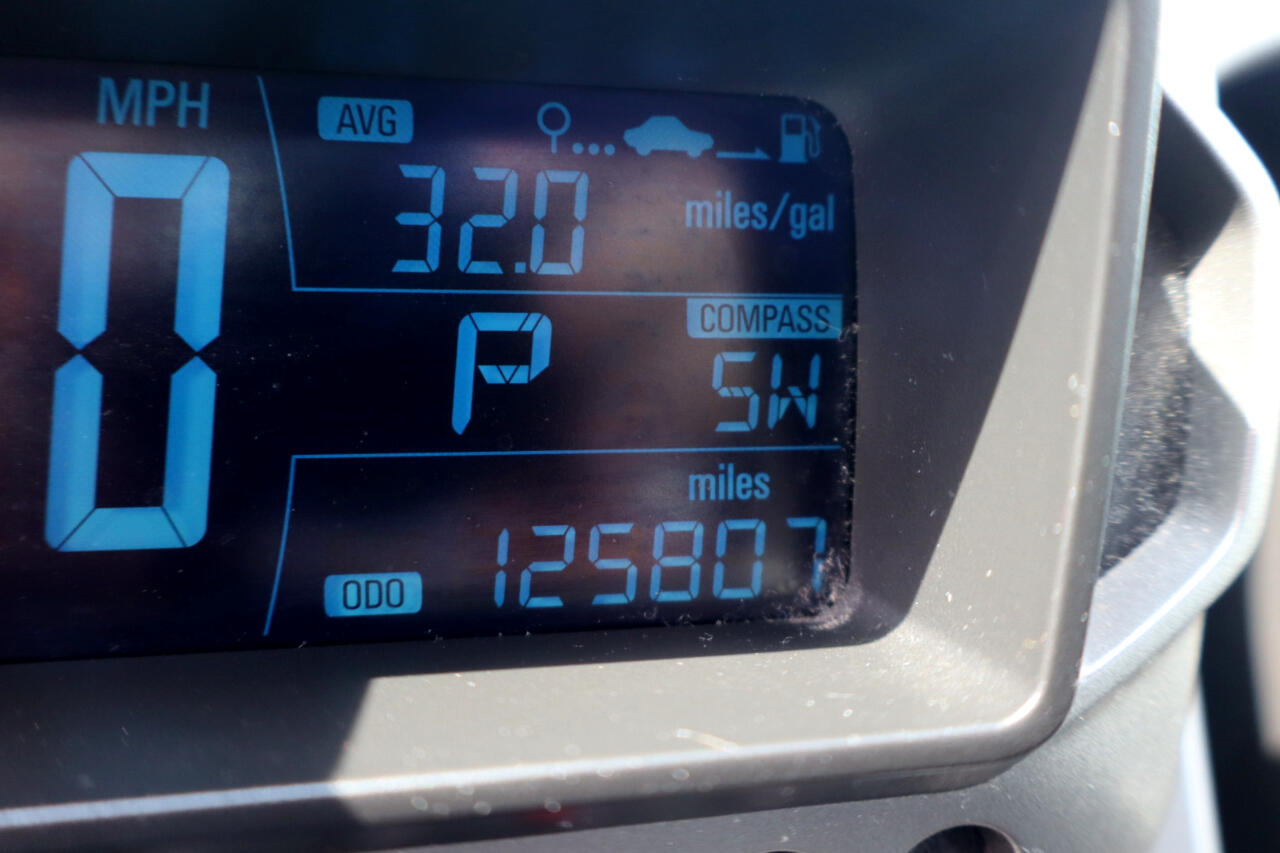 MPH
0
AVG
32.0
miles/gal
COMPASS
P
SW
miles
ODO
125807